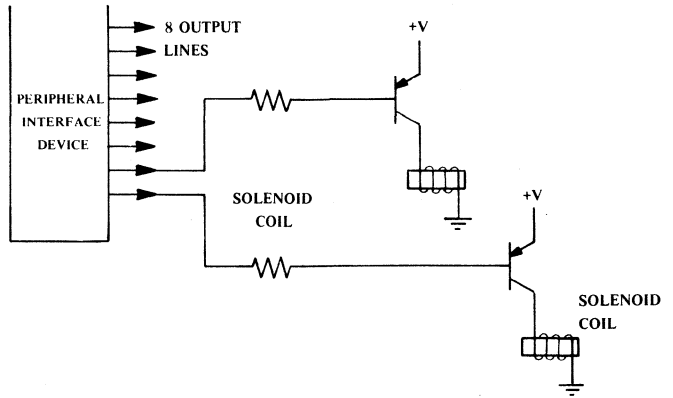 8 OUTPUT
LINES
+V
PERIPHERAL
INTERFACE
DEVICE
SOLENOID
COIL
+V
SOLENOID
COIL